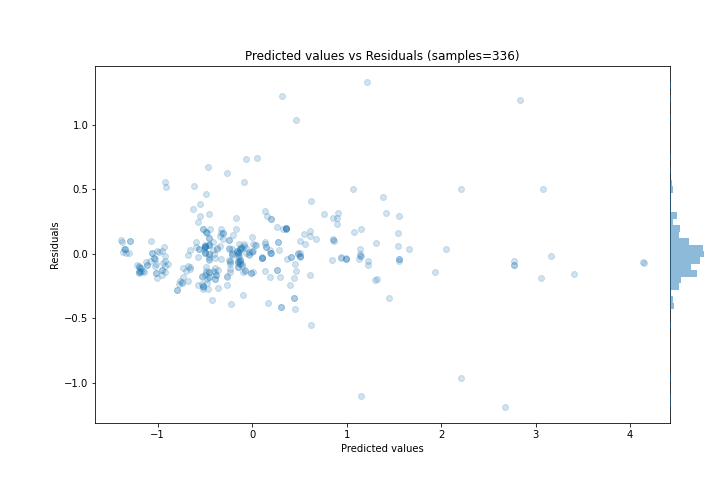 Predicted values vs Residuals (samples=336)
1.0
0.5
0.0
−0.5
−1.0
Residuals
−1 0 1 2 3 4
Predicted values